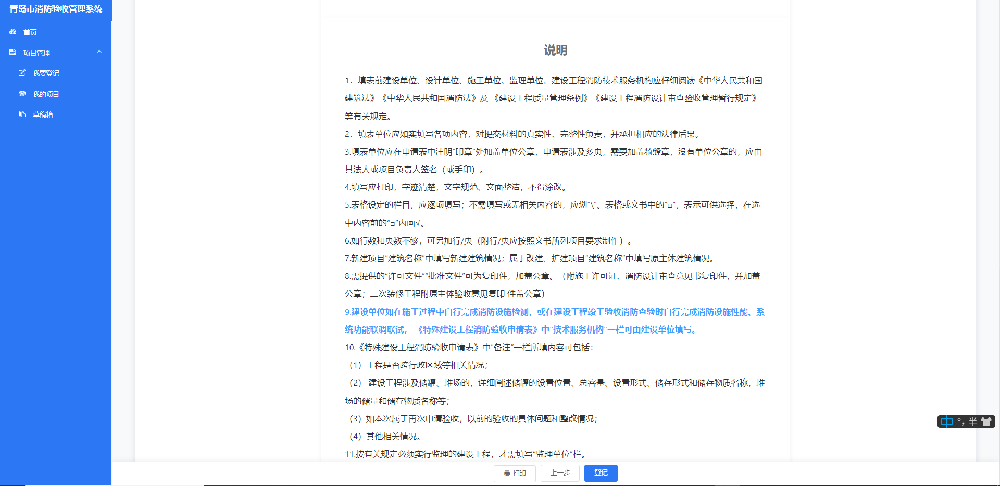 青岛市消防验收管理系统
首页
项目管理
我要登记
我的项目
草稿箱
说明
1．填表前建设单位、设计单位、施工单位、监理单位、建设工程消防技术服务机构应仔细阅读《中华人民共和国
建筑法》《中华人民共和国消防法》及 《建设工程质量管理条例》《建设工程消防设计审查验收管理暂行规定》
等有关规定。
2．填表单位应如实填写各项内容，对提交材料的真实性、完整性负责，并承担相应的法律后果。
3.填表单位应在申请表中注明“印章”处加盖单位公章，申请表涉及多页，需要加盖骑缝章，没有单位公章的，应由
其法人或项目负责人签名（或手印）。
4.填写应打印，字迹清楚，文字规范、文面整洁，不得涂改。
5.表格设定的栏目，应逐项填写；不需填写或无相关内容的，应划“\”。表格或文书中的“□”，表示可供选择，在选
中内容前的“□”内画√。
6.如行数和页数不够，可另加行/页（附行/页应按照文书所列项目要求制作）。
7.新建项目“建筑名称”中填写新建建筑情况；属于改建、扩建项目“建筑名称”中填写原主体建筑情况。
8.需提供的“许可文件”“批准文件”可为复印件，加盖公章。（附施工许可证、消防设计审查意见书复印件，并加盖
公章；二次装修工程附原主体验收意见复印 件盖公章）
9.建设单位如在施工过程中自行完成消防设施检测，或在建设工程竣工验收消防查验时自行完成消防设施性能、系
统功能联调联试， 《特殊建设工程消防验收申请表》中“技术服务机构”一栏可由建设单位填写。
10.《特殊建设工程消防验收申请表》中“备注”一栏所填内容可包括：
（1）工程是否跨行政区域等相关情况；
（2） 建设工程涉及储罐、堆场的，详细阐述储罐的设置位置、总容量、设置形式、储存形式和储存物质名称，堆
场的储量和储存物质名称等；
（3）如本次属于再次申请验收，以前的验收的具体问题和整改情况；
（4）其他相关情况。
11.按有关规定必须实行监理的建设工程，才需填写“监理单位”栏。
中 °，半
打印 上一步 登记